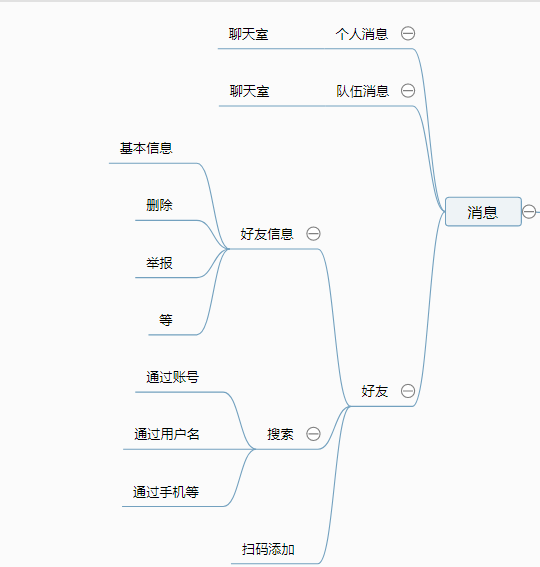 聊天室 个人消息
聊天室 队伍消息
基本信息
消息
删除
好友信息
举报
等
通过账号
好友
通过用户名
搜索
通过手机等
扫码添加